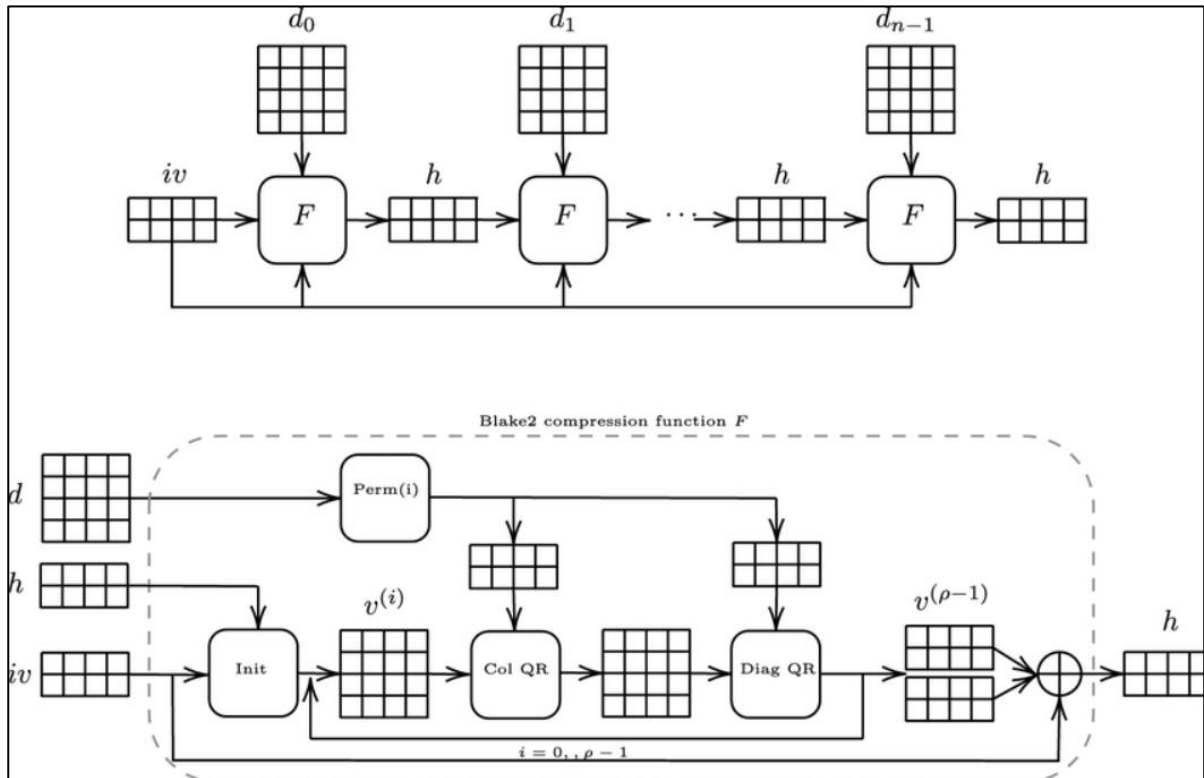 d₀ d₁ dₙ₋₁
iv h h h
F F ... F
Blake2 compression function F
d Perm(i)
h
v⁽ⁱ⁾ v⁽ᵖ⁻¹⁾ h
iv Init Col QR Diag QR
i = 0, , ρ − 1